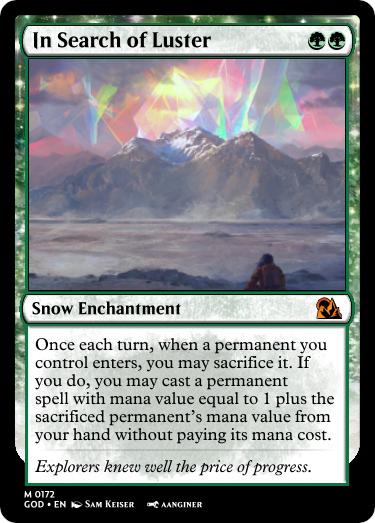 In Search of Luster
Snow Enchantment
Once each turn, when a permanent you
control enters, you may sacrifice it. If
you do, you may cast a permanent
spell with mana value equal to 1 plus the
sacrificed permanent's mana value from
your hand without paying its mana cost.
Explorers knew well the price of progress.
M 0172
GOD • EN Sam Keiser aanginer